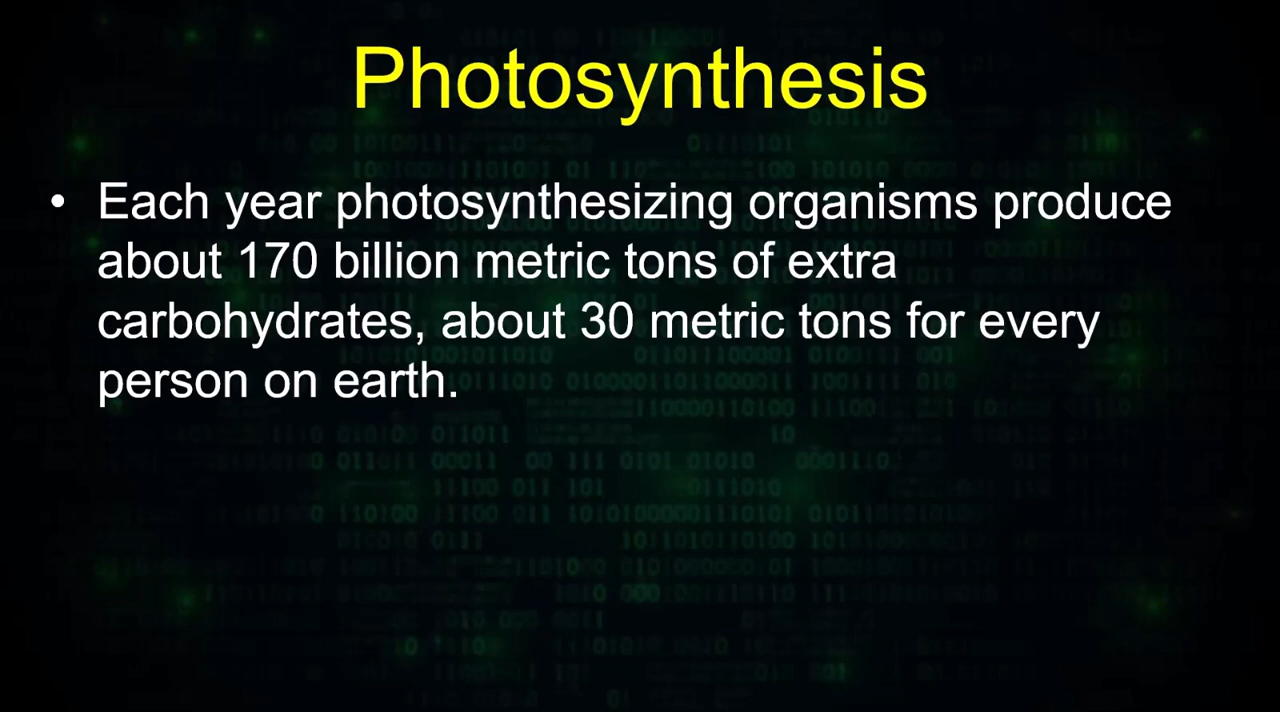 Photosynthesis
• Each year photosynthesizing organisms produce
about 170 billion metric tons of extra
carbohydrates, about 30 metric tons for every
person on earth.